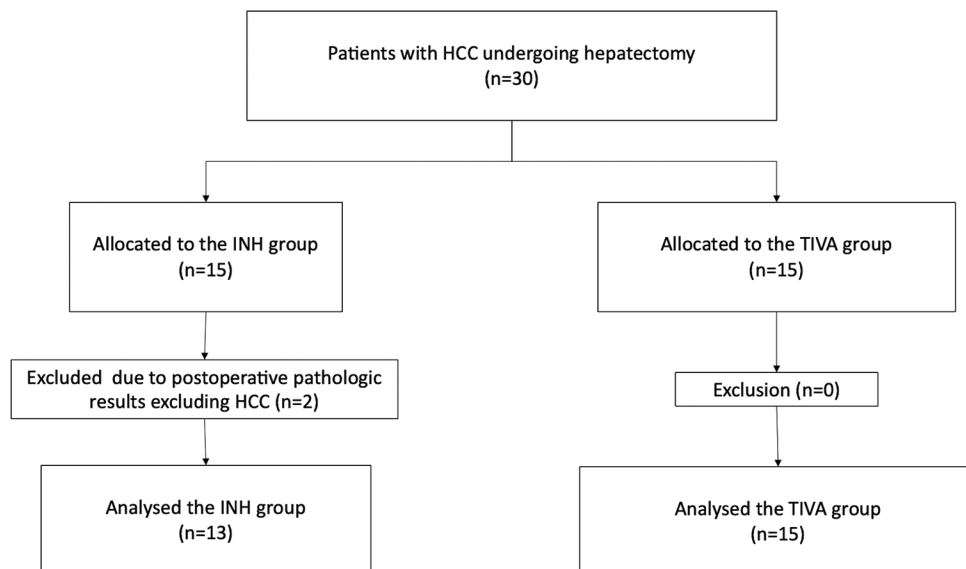 Patients with HCC undergoing hepatectomy
(n=30)
Allocated to the INH group
(n=15)
Allocated to the TIVA group
(n=15)
Excluded due to postoperative pathologic
results excluding HCC (n=2)
Exclusion (n=0)
Analysed the INH group
(n=13)
Analysed the TIVA group
(n=15)